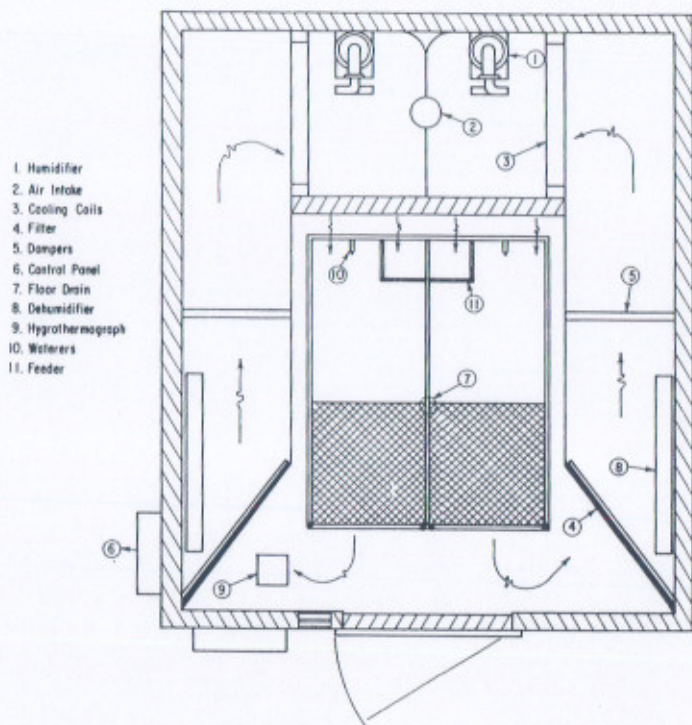 1. Humidifier
2. Air Intake
3. Cooling Coils
4. Filter
5. Dampers
6. Control Panel
7. Floor Drain
8. Dehumidifier
9. Hygrothermograph
10. Waterers
11. Feeder
1
2
3
5
10
11
7
8
4
6
9